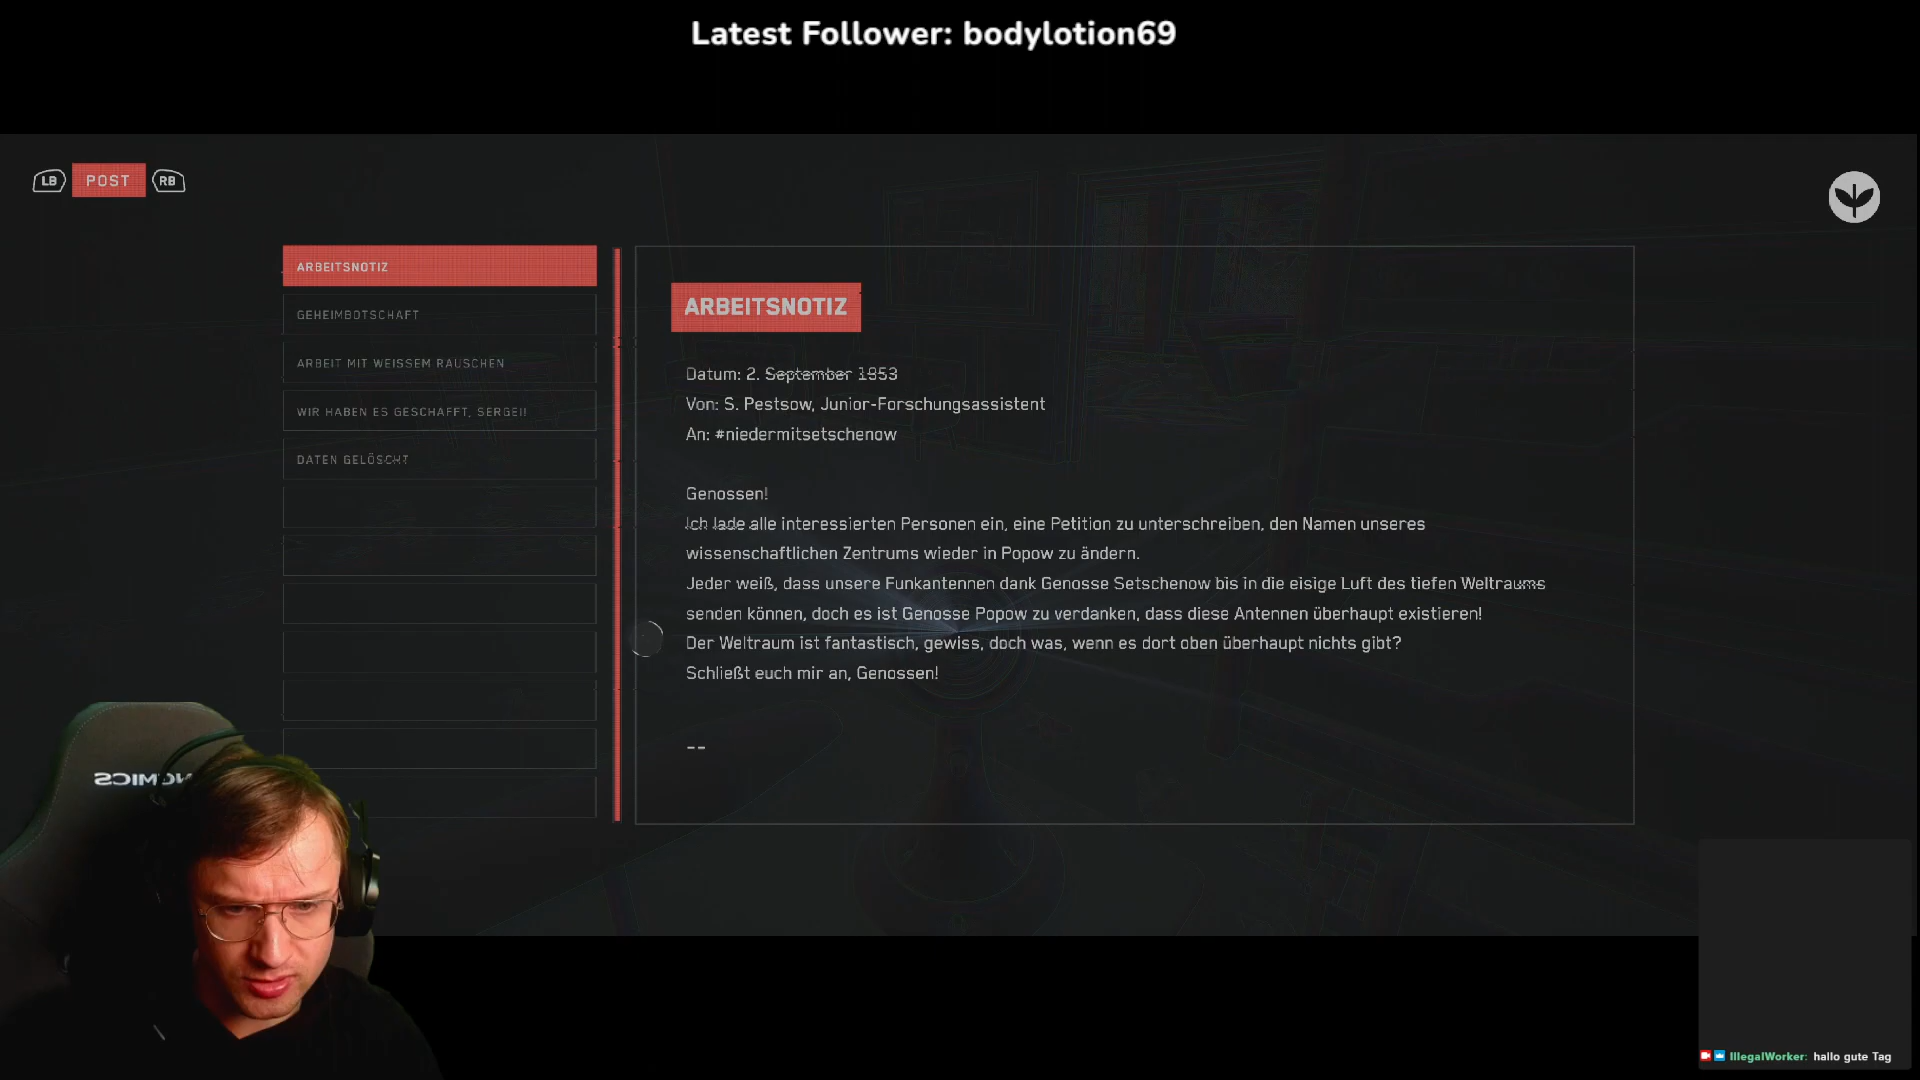 Latest Follower: bodylotion69
LB POST RB
ARBEITSNOTIZ
GEHEIMBOTSCHAFT
ARBEIT MIT WEISSEM RAUSCHEN
WIR HABEN ES GESCHAFFT, SERGEI!
DATEN GELÖSCHT
ARBEITSNOTIZ
Datum: 2. September 1953
Von: S. Pestsow, Junior-Forschungsassistent
An: #niedermitsetschenow
Genossen!
Ich lade alle interessierten Personen ein, eine Petition zu unterschreiben, den Namen unseres
wissenschaftlichen Zentrums wieder in Popow zu ändern.
Jeder weiß, dass unsere Funkantennen dank Genosse Setschenow bis in die eisige Luft des tiefen Weltraums
senden können, doch es ist Genosse Popow zu verdanken, dass diese Antennen überhaupt existieren!
Der Weltraum ist fantastisch, gewiss, doch was, wenn es dort oben überhaupt nichts gibt?
Schließt euch mir an, Genossen!
--
IllegalWorker: hallo gute Tag